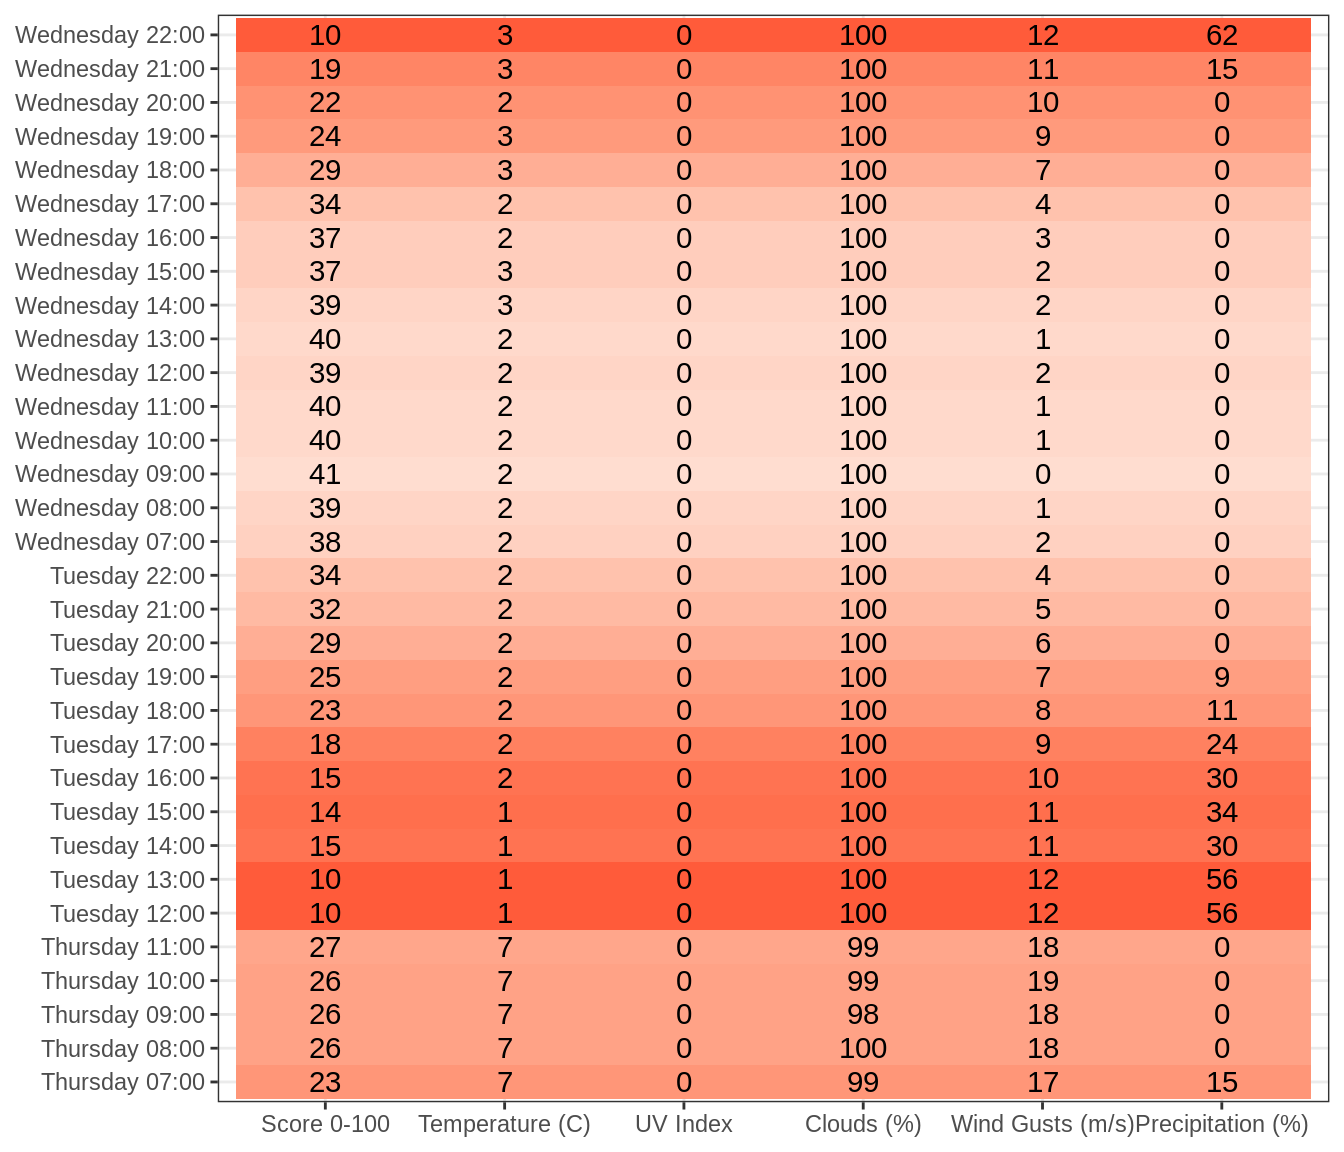 Wednesday 22:00 10 3 0 100 12 62
Wednesday 21:00 19 3 0 100 11 15
Wednesday 20:00 22 2 0 100 10 0
Wednesday 19:00 24 3 0 100 9 0
Wednesday 18:00 29 3 0 100 7 0
Wednesday 17:00 34 2 0 100 4 0
Wednesday 16:00 37 2 0 100 3 0
Wednesday 15:00 37 3 0 100 2 0
Wednesday 14:00 39 3 0 100 2 0
Wednesday 13:00 40 2 0 100 1 0
Wednesday 12:00 39 2 0 100 2 0
Wednesday 11:00 40 2 0 100 1 0
Wednesday 10:00 40 2 0 100 1 0
Wednesday 09:00 41 2 0 100 0 0
Wednesday 08:00 39 2 0 100 1 0
Wednesday 07:00 38 2 0 100 2 0
Tuesday 22:00 34 2 0 100 4 0
Tuesday 21:00 32 2 0 100 5 0
Tuesday 20:00 29 2 0 100 6 0
Tuesday 19:00 25 2 0 100 7 9
Tuesday 18:00 23 2 0 100 8 11
Tuesday 17:00 18 2 0 100 9 24
Tuesday 16:00 15 2 0 100 10 30
Tuesday 15:00 14 1 0 100 11 34
Tuesday 14:00 15 1 0 100 11 30
Tuesday 13:00 10 1 0 100 12 56
Tuesday 12:00 10 1 0 100 12 56
Thursday 11:00 27 7 0 99 18 0
Thursday 10:00 26 7 0 99 19 0
Thursday 09:00 26 7 0 98 18 0
Thursday 08:00 26 7 0 100 18 0
Thursday 07:00 23 7 0 99 17 15
Score 0-100 Temperature (C) UV Index Clouds (%) Wind Gusts (m/s) Precipitation (%)